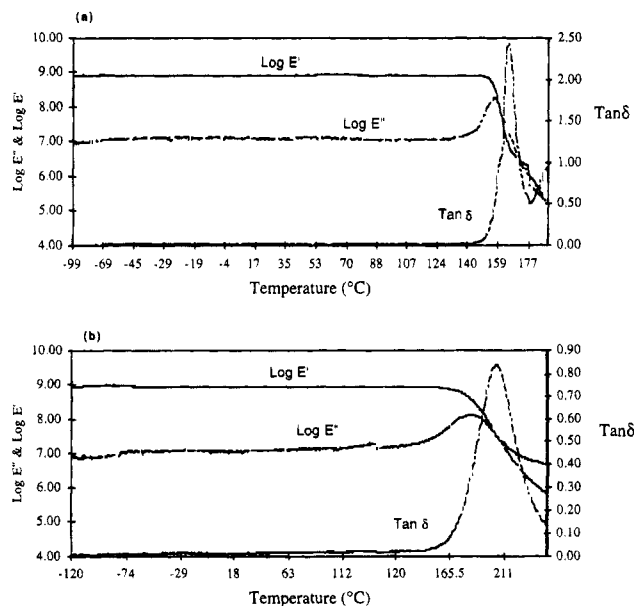 (a)
10.00 2.50
Log E'
9.00 2.00
8.00
Log E" 1.50
Log E" & Log E' Tanδ
7.00
1.00
6.00
Tan δ 0.50
5.00
4.00 0.00
-99 -69 -45 -29 -19 -4 17 35 53 70 88 107 124 140 159 177
Temperature (°C)
(b)
10.00 0.90
0.80
Log E'
9.00 0.70
8.00 0.60
Log E"
0.50
Log E" & Log E' Tanδ
7.00 0.40
0.30
6.00
0.20
Tan δ
5.00
0.10
4.00 0.00
-120 -74 -29 18 63 112 120 165.5 211
Temperature (°C)